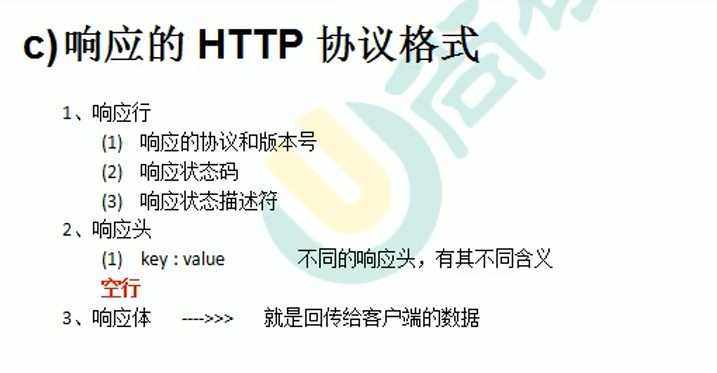 c)响应的 HTTP 协议格式
1、响应行
(1) 响应的协议和版本号
(2) 响应状态码
(3) 响应状态描述符
2、响应头
(1) key : value 不同的响应头，有其不同含义
空行
3、响应体 ---->>> 就是回传给客户端的数据